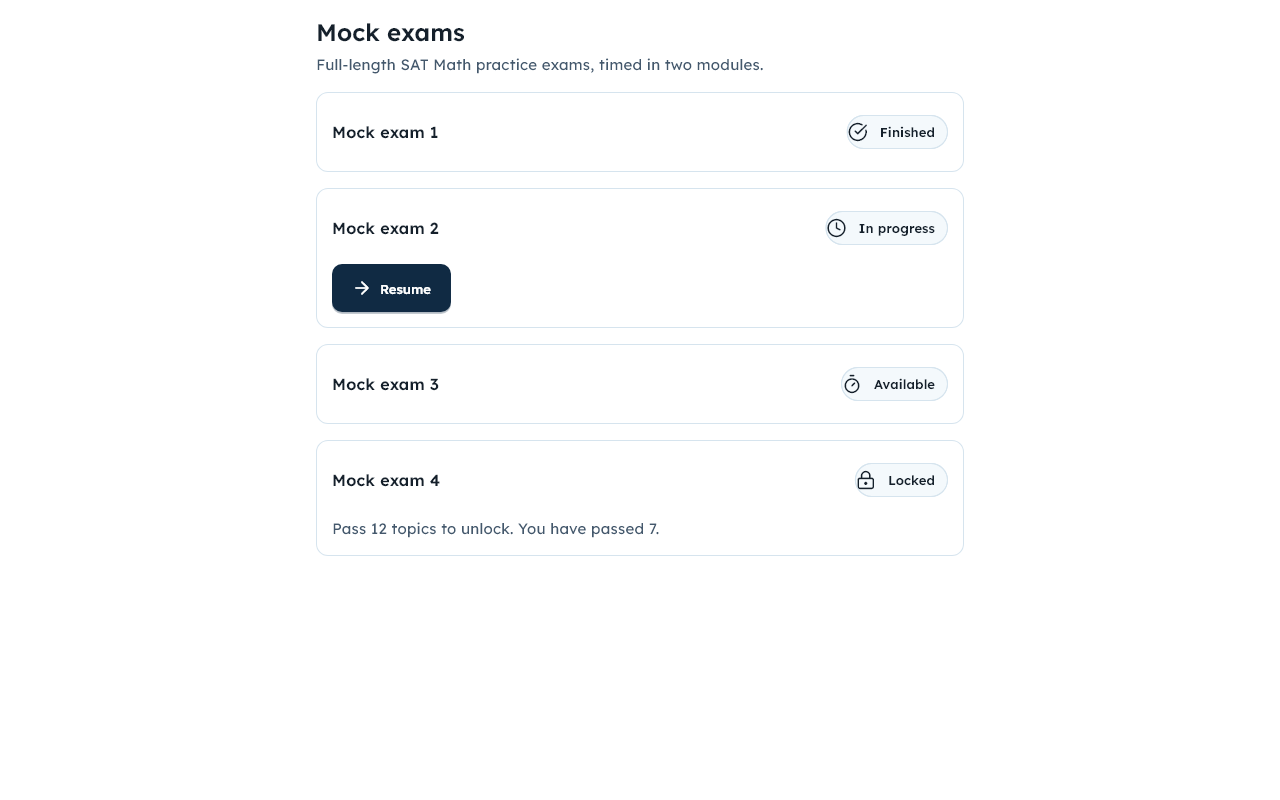 Mock exams
Full-length SAT Math practice exams, timed in two modules.
Mock exam 1
Finished
Mock exam 2
In progress
Resume
Mock exam 3
Available
Mock exam 4
Locked
Pass 12 topics to unlock. You have passed 7.